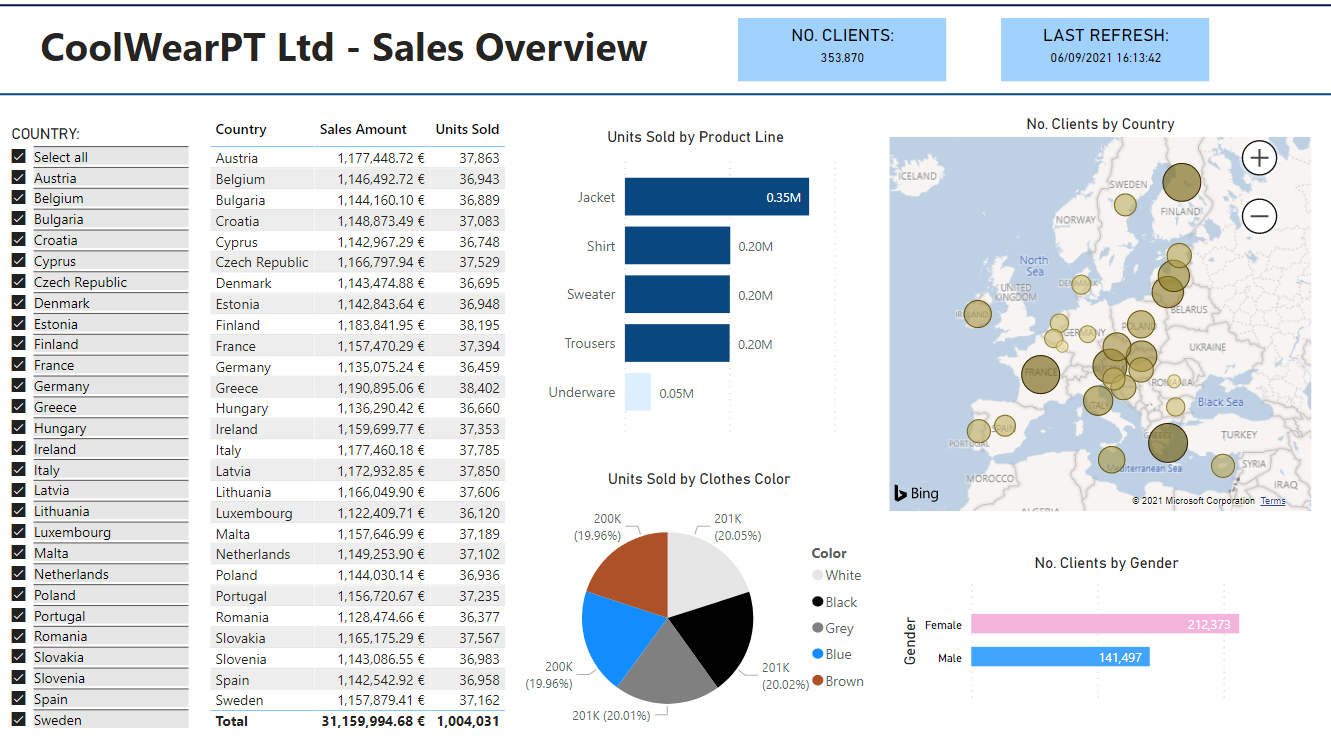 CoolWearPT Ltd - Sales Overview
NO. CLIENTS:
353,870
LAST REFRESH:
06/09/2021 16:13:42
COUNTRY:
Select all
Austria
Belgium
Bulgaria
Croatia
Cyprus
Czech Republic
Denmark
Estonia
Finland
France
Germany
Greece
Hungary
Ireland
Italy
Latvia
Lithuania
Luxembourg
Malta
Netherlands
Poland
Portugal
Romania
Slovakia
Slovenia
Spain
Sweden
Country Sales Amount Units Sold
Austria 1,177,448.72 € 37,863
Belgium 1,146,492.72 € 36,943
Bulgaria 1,144,160.10 € 36,889
Croatia 1,148,873.49 € 37,083
Cyprus 1,142,967.29 € 36,748
Czech Republic 1,166,797.94 € 37,529
Denmark 1,143,474.88 € 36,695
Estonia 1,142,843.64 € 36,948
Finland 1,183,841.95 € 38,195
France 1,157,470.29 € 37,394
Germany 1,135,075.24 € 36,459
Greece 1,190,895.06 € 38,402
Hungary 1,136,290.42 € 36,660
Ireland 1,159,699.77 € 37,353
Italy 1,177,460.18 € 37,785
Latvia 1,172,932.85 € 37,850
Lithuania 1,166,049.90 € 37,606
Luxembourg 1,122,409.71 € 36,120
Malta 1,157,646.99 € 37,189
Netherlands 1,149,253.90 € 37,102
Poland 1,144,030.14 € 36,936
Portugal 1,156,720.67 € 37,235
Romania 1,128,474.66 € 36,377
Slovakia 1,165,175.29 € 37,567
Slovenia 1,143,086.55 € 36,983
Spain 1,142,542.92 € 36,958
Sweden 1,157,879.41 € 37,162
Total 31,159,994.68 € 1,004,031
Units Sold by Product Line
Jacket 0.35M
Shirt 0.20M
Sweater 0.20M
Trousers 0.20M
Underware 0.05M
Units Sold by Clothes Color
200K
(19.96%)
201K
(20.05%)
200K
(19.96%)
201K
(20.02%)
201K (20.01%)
Color
White
Black
Grey
Blue
Brown
No. Clients by Country
ICELAND
SWEDEN
FINLAND
NORWAY
North
Sea
DENMARK
UNITED
KINGDOM
IRELAND
BELARUS
POLAND
GERMANY
UKRAINE
FRANCE
ROMANIA
ITALY
Black Sea
SPAIN
PORTUGAL
GREECE
TURKEY
Mediterranean Sea
SYRIA
MOROCCO
IRAQ
ALGERIA
Bing
© 2021 Microsoft Corporation Terms
No. Clients by Gender
Gender
Female 212,373
Male 141,497